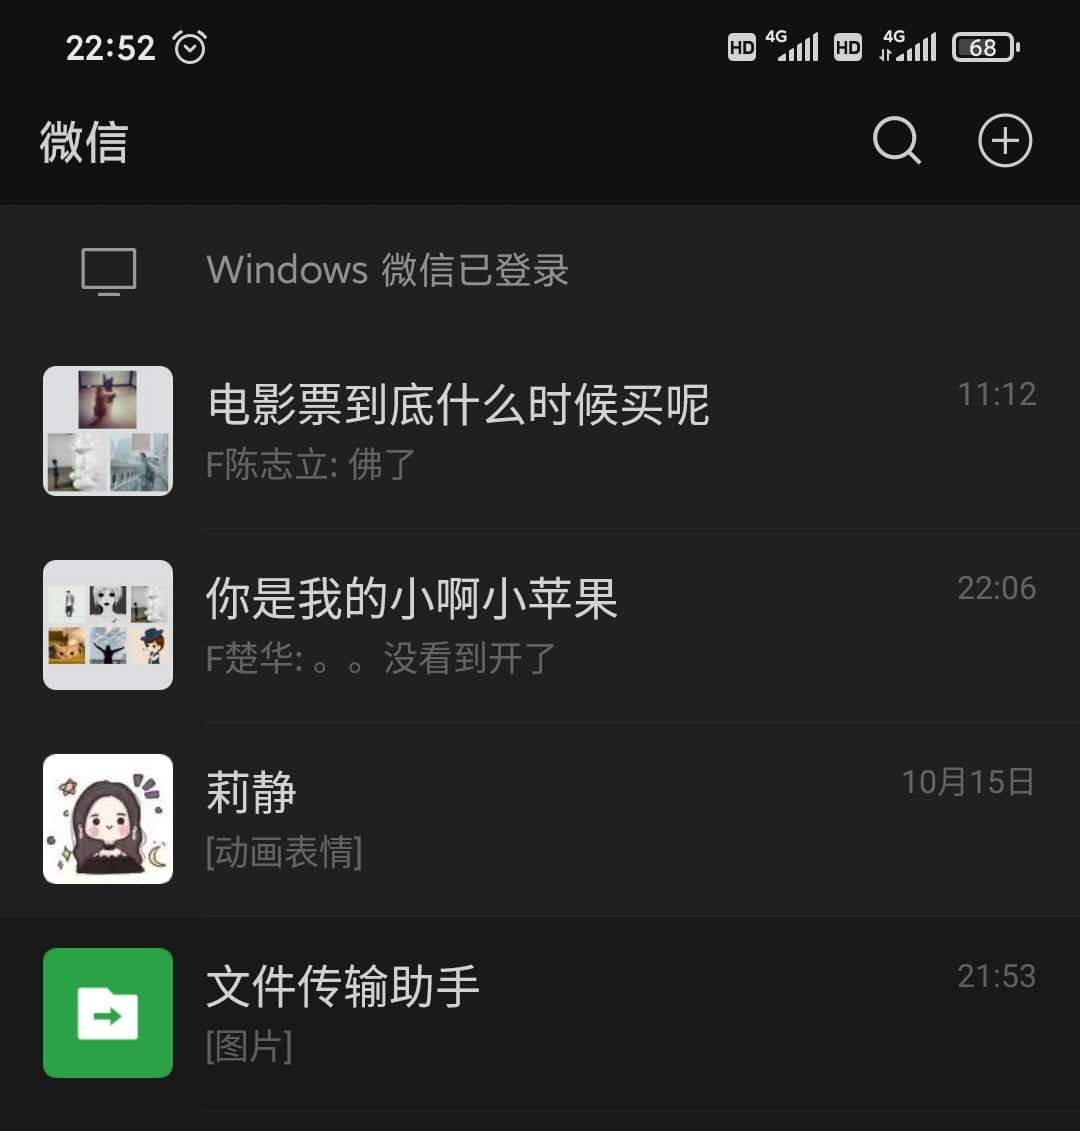 22:52 HD 4G HD 4G 68
微信
Windows 微信已登录
电影票到底什么时候买呢 11:12
F陈志立: 佛了
你是我的小啊小苹果 22:06
F楚华: 。。没看到开了
莉静 10月15日
[动画表情]
文件传输助手 21:53
[图片]